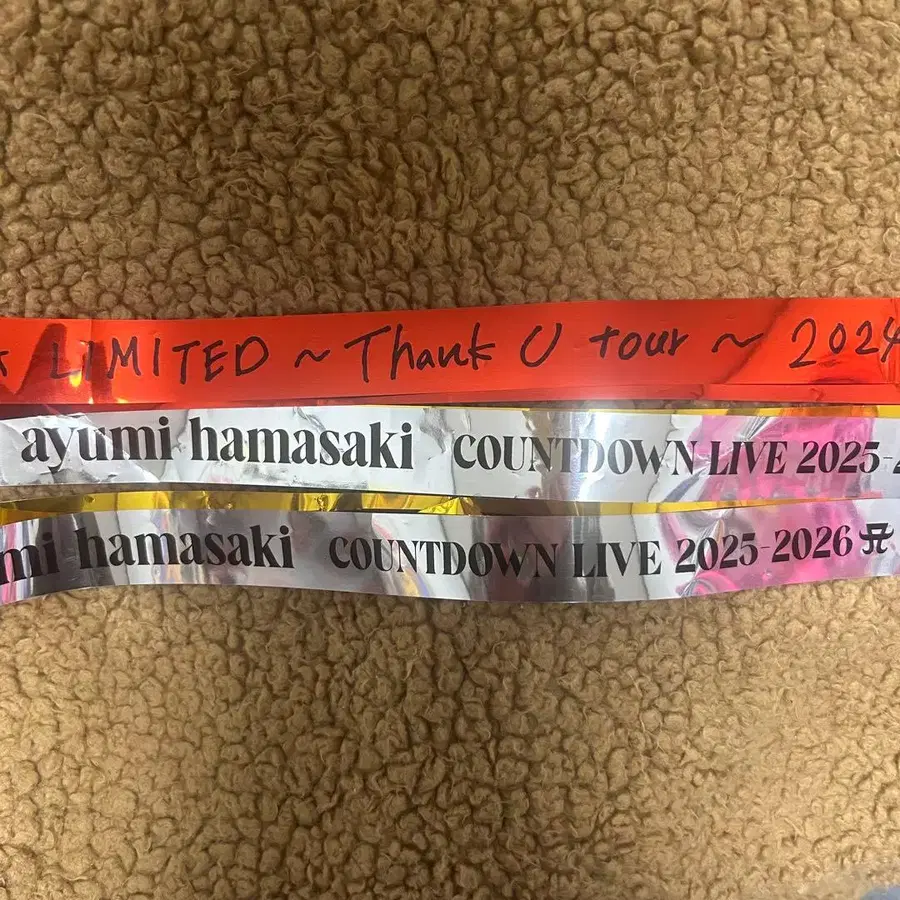 LIMITED ~ Thank U tour ~ 2024
ayumi hamasaki COUNTDOWN LIVE 2025-
mi hamasaki COUNTDOWN LIVE 2025-2026